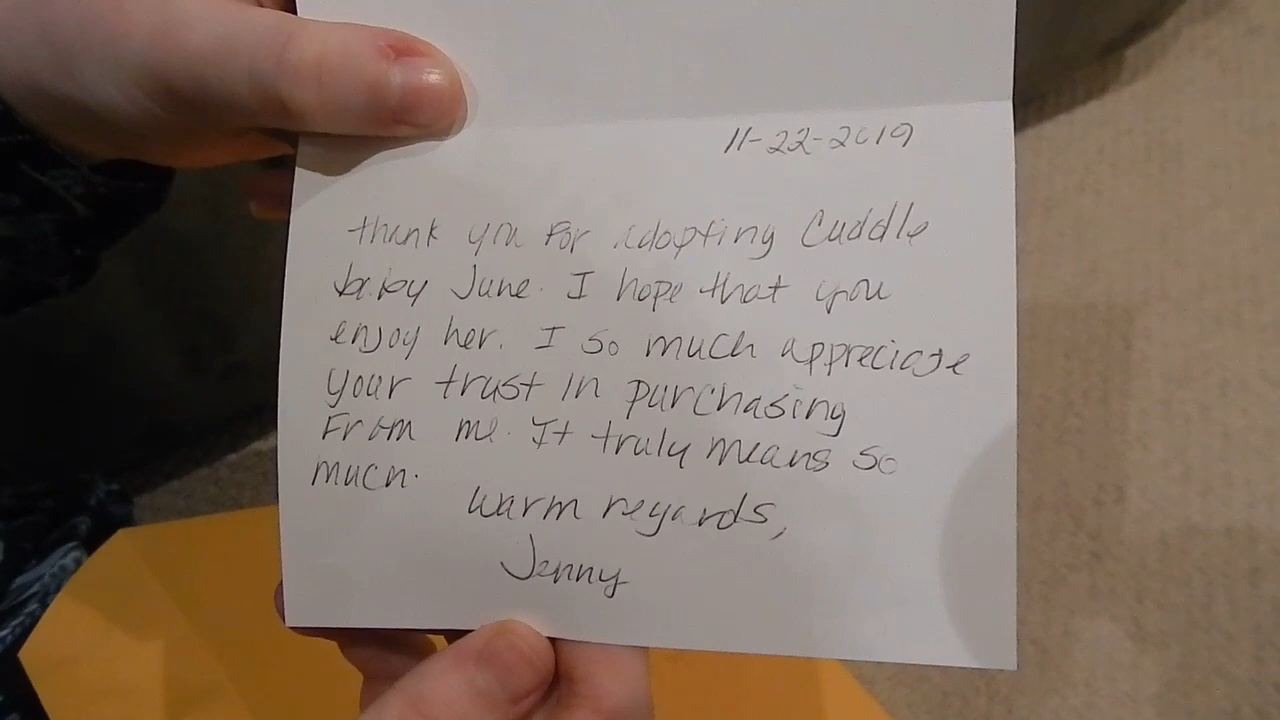 11-22-2019
thank you For adopting Cuddle
baby June. I hope that you
enjoy her. I so much appreciate
your trust in purchasing
From me. It truly means so
much.
warm regards,
Jenny